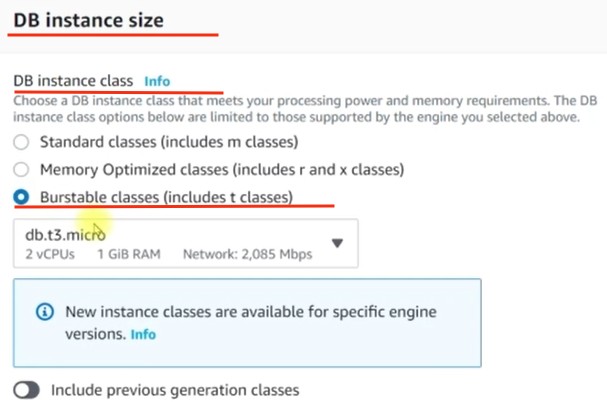 DB instance size
DB instance class Info
Choose a DB instance class that meets your processing power and memory requirements. The DB
instance class options below are limited to those supported by the engine you selected above.
Standard classes (includes m classes)
Memory Optimized classes (includes r and x classes)
Burstable classes (includes t classes)
db.t3.micro
2 vCPUs 1 GiB RAM Network: 2,085 Mbps
New instance classes are available for specific engine
versions. Info
Include previous generation classes